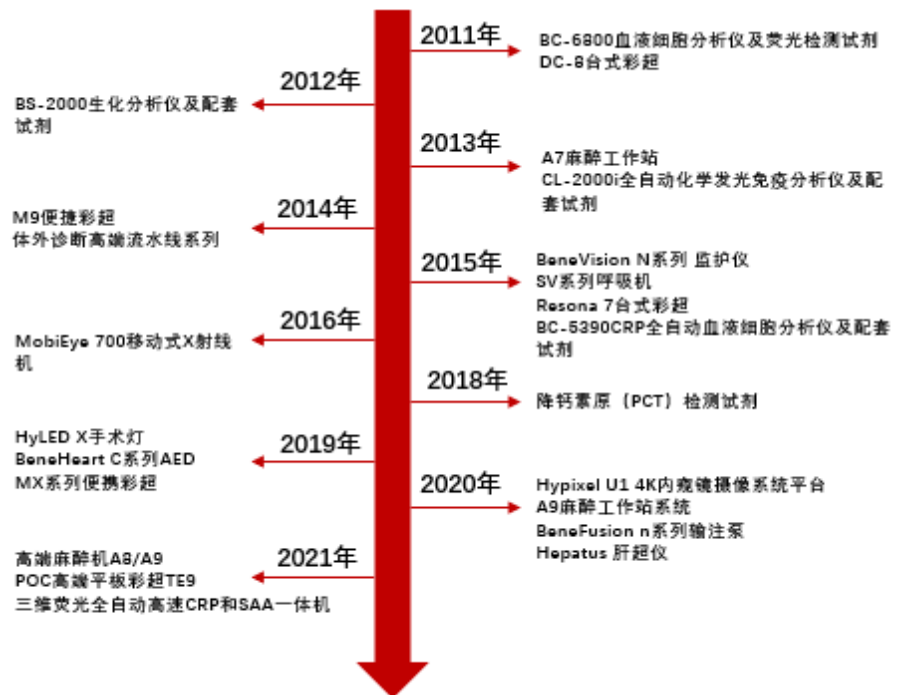 2011年
BC-6800血液细胞分析仪及荧光检测试剂
DC-8台式彩超
2012年
BS-2000生化分析仪及配套
试剂
2013年
A7麻醉工作站
CL-2000i全自动化学发光免疫分析仪及配
套试剂
2014年
M9便捷彩超
体外诊断高端流水线系列
2015年
BeneVision N系列 监护仪
SV系列呼吸机
Resona 7台式彩超
BC-5390CRP全自动血液细胞分析仪及配套
试剂
2016年
MobiEye 700移动式X射线
机
2018年
降钙素原（PCT）检测试剂
2019年
HyLED X手术灯
BeneHeart C系列AED
MX系列便携彩超
2020年
Hypixel U1 4K内窥镜摄像系统平台
A9麻醉工作站系统
BeneFusion n系列输注泵
Hepatus 肝超仪
2021年
高端麻醉机A8/A9
POC高端平板彩超TE9
三维荧光全自动高速CRP和SAA一体机